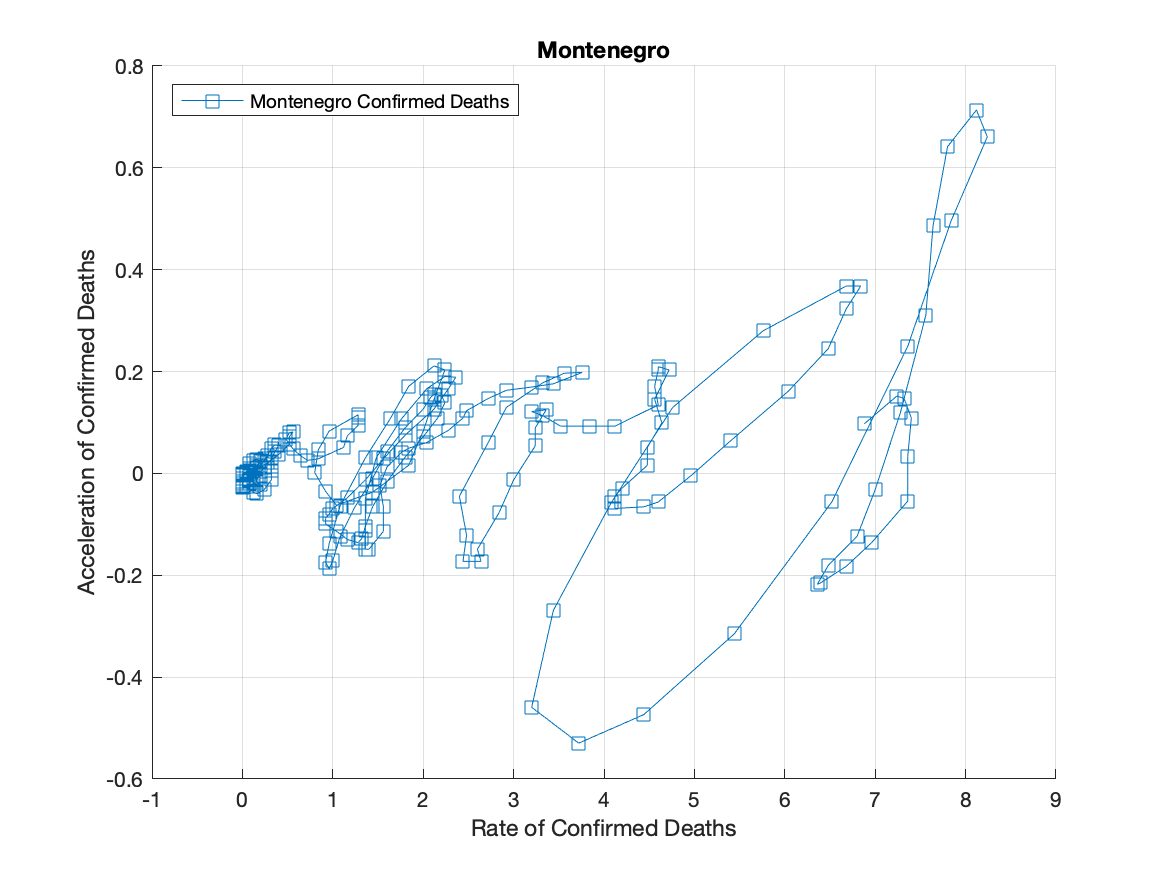 Montenegro
Montenegro Confirmed Deaths
Acceleration of Confirmed Deaths
0.8
0.6
0.4
0.2
0
-0.2
-0.4
-0.6
-1 0 1 2 3 4 5 6 7 8 9
Rate of Confirmed Deaths